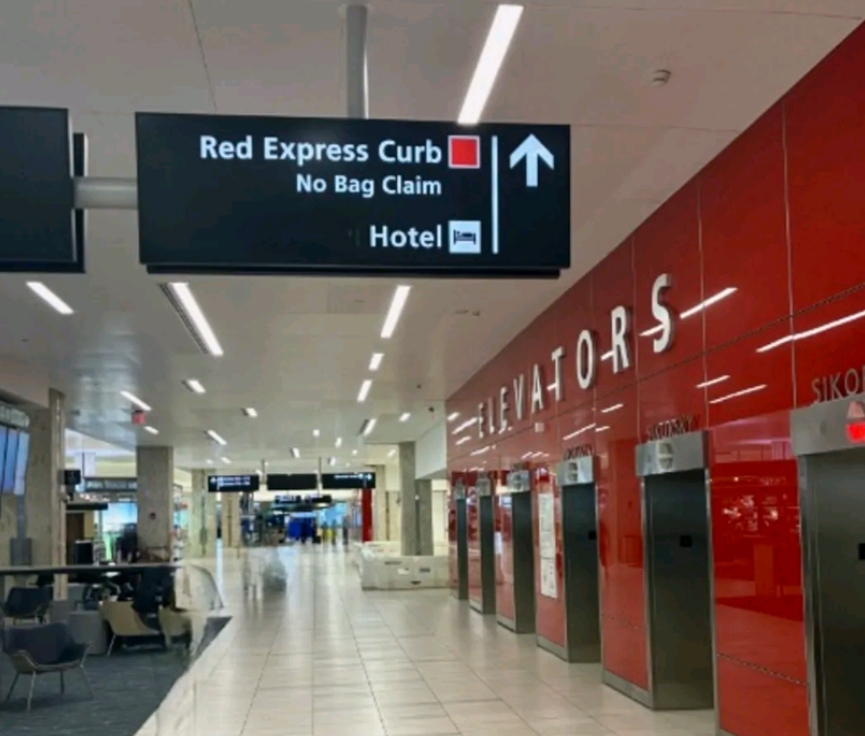 Red Express Curb
No Bag Claim
Hotel
ELEVATORS